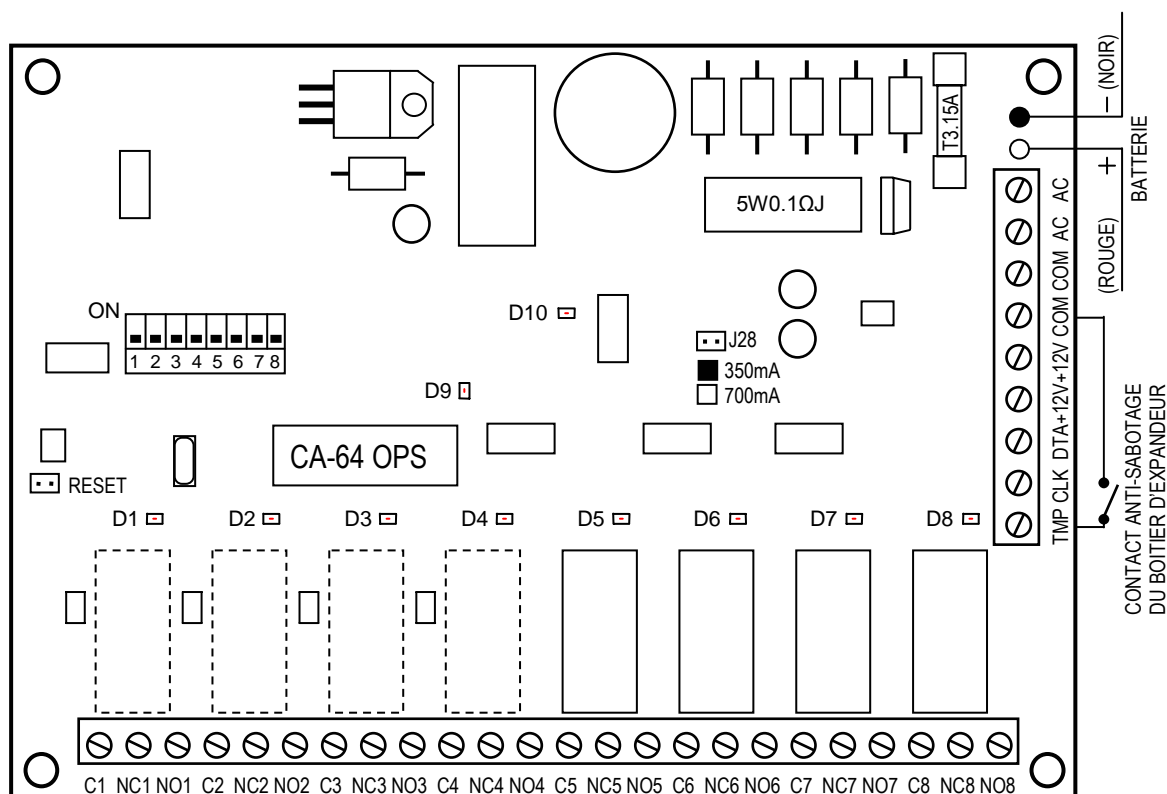 − (NOIR)
+
(ROUGE)
BATTERIE
T3.15A
5W0.1ΩJ
AC
AC
COM
COM
+12V
+12V
DTA
CLK
TMP
ON
1 2 3 4 5 6 7 8
D10
J28
350mA
700mA
D9
CA-64 OPS
RESET
CONTACT ANTI-SABOTAGE
DU BOITIER D'EXPANDEUR
D1 D2 D3 D4 D5 D6 D7 D8
C1 NC1 NO1 C2 NC2 NO2 C3 NC3 NO3 C4 NC4 NO4 C5 NC5 NO5 C6 NC6 NO6 C7 NC7 NO7 C8 NC8 NO8